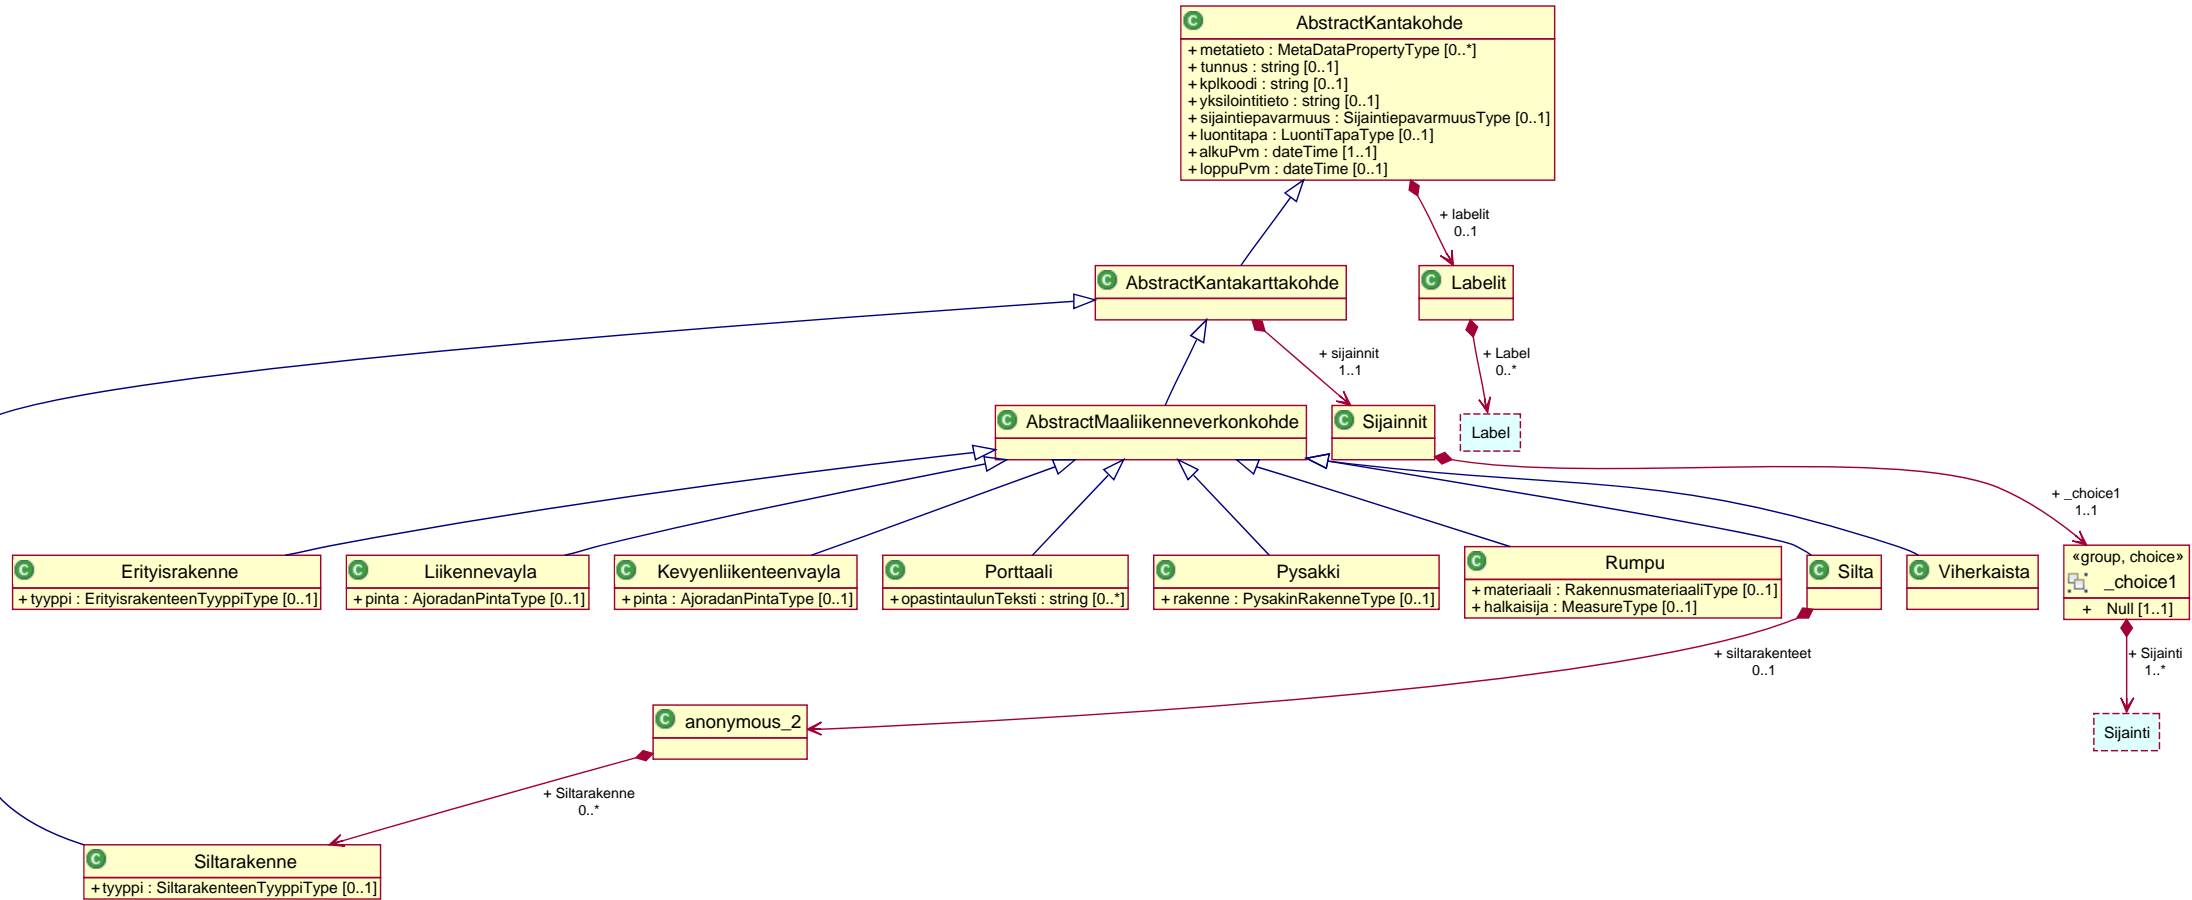 AbstractKantakohde
+ metatieto : MetaDataPropertyType [0..*]
+ tunnus : string [0..1]
+ kplkoodi : string [0..1]
+ yksilointitieto : string [0..1]
+ sijaintiepavarmuus : SijaintiepavarmuusType [0..1]
+ luontitapa : LuontiTapaType [0..1]
+ alkuPvm : dateTime [1..1]
+ loppuPvm : dateTime [0..1]
+ labelit
0..1
C AbstractKantakarttakohde
C Labelit
+ sijainnit
1..1
+ Label
0..*
C AbstractMaaliikenneverkonkohde
C Sijainnit
Label
+ _choice1
1..1
C Erityisrakenne
+ tyyppi : ErityisrakenteenTyyppiType [0..1]
C Liikennevayla
+ pinta : AjoradanPintaType [0..1]
C Kevyenliikenteenvayla
+ pinta : AjoradanPintaType [0..1]
C Porttaali
+ opastintaulunTeksti : string [0..*]
C Pysakki
+ rakenne : PysakinRakenneType [0..1]
C Rumpu
+ materiaali : RakennusmateriaaliType [0..1]
+ halkaisija : MeasureType [0..1]
C Silta
C Viherkaista
«group, choice»
_choice1
+ Null [1..1]
+ siltarakenteet
0..1
+ Sijainti
1..*
C anonymous_2
Sijainti
+ Siltarakenne
0..*
C Siltarakenne
+ tyyppi : SiltarakenteenTyyppiType [0..1]